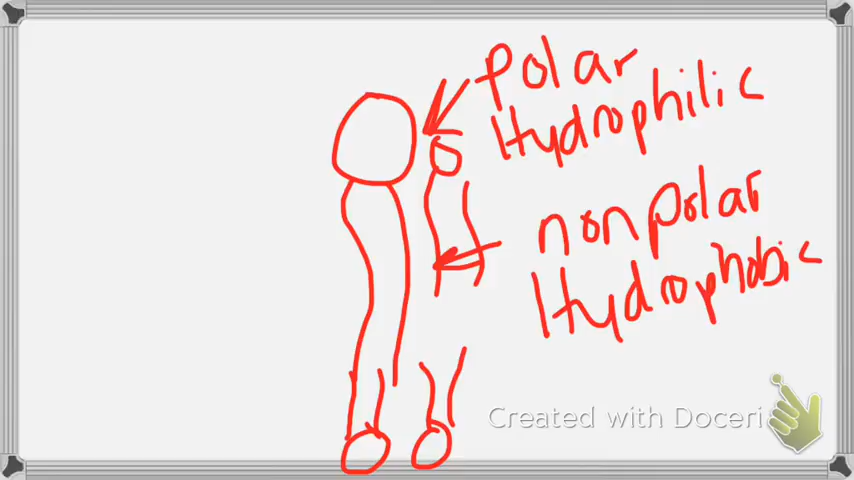 Polar
Hydrophilic
nonpolar
Hydrophobic
Created with Doceri